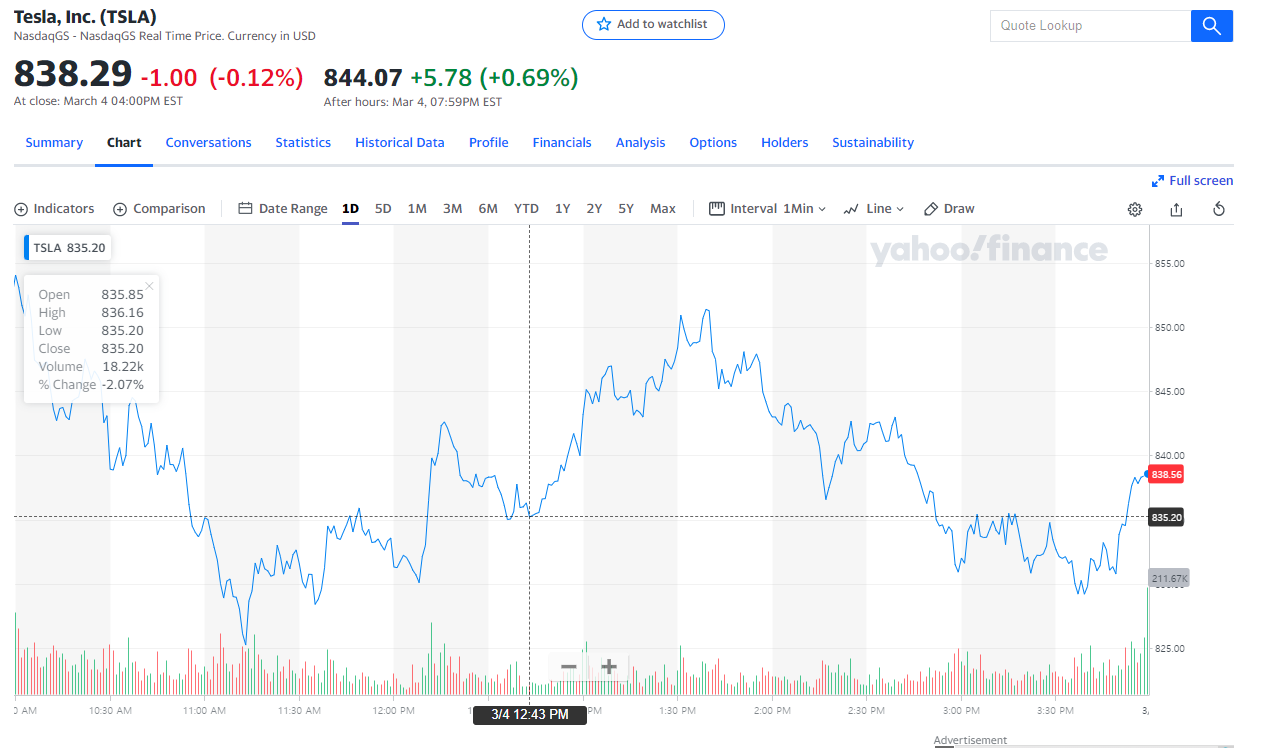 Tesla, Inc. (TSLA)
NasdaqGS - NasdaqGS Real Time Price. Currency in USD
Add to watchlist
Quote Lookup
838.29 -1.00 (-0.12%) 844.07 +5.78 (+0.69%)
At close: March 4 04:00PM EST
After hours: Mar 4, 07:59PM EST
Summary Chart Conversations Statistics Historical Data Profile Financials Analysis Options Holders Sustainability
Full screen
Indicators Comparison Date Range 1D 5D 1M 3M 6M YTD 1Y 2Y 5Y Max Interval 1Min Line Draw
TSLA 835.20
yahoo!finance
Open 835.85
High 836.16
Low 835.20
Close 835.20
Volume 18.22k
% Change -2.07%
855.00
850.00
845.00
840.00
838.56
835.20
211.67K
825.00
0 AM 10:30 AM 11:00 AM 11:30 AM 12:00 PM 3/4 12:43 PM PM 1:30 PM 2:00 PM 2:30 PM 3:00 PM 3:30 PM 3/
Advertisement